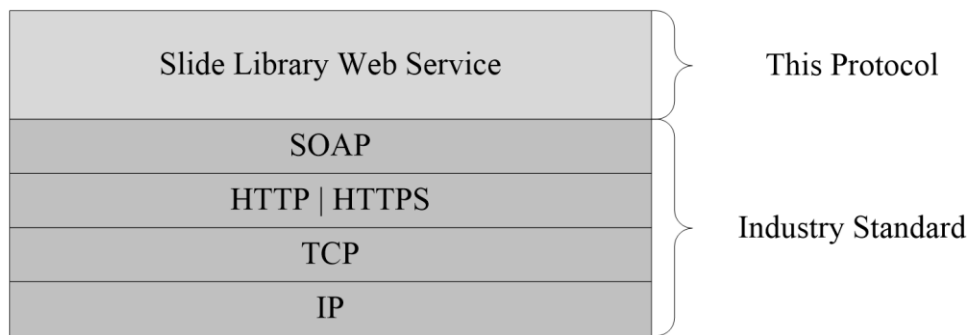 Slide Library Web Service
This Protocol
SOAP
HTTP | HTTPS
TCP
IP
Industry Standard